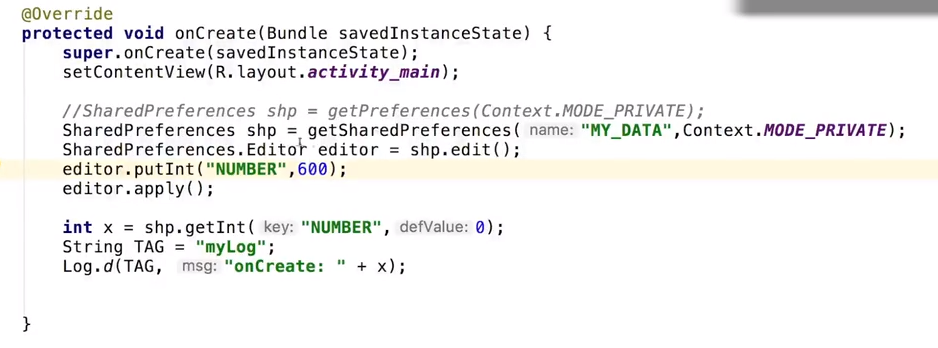 @Override
protected void onCreate(Bundle savedInstanceState) {
super.onCreate(savedInstanceState);
setContentView(R.layout.activity_main);
//SharedPreferences shp = getPreferences(Context.MODE_PRIVATE);
SharedPreferences shp = getSharedPreferences( name: "MY_DATA",Context.MODE_PRIVATE);
SharedPreferences.Editor editor = shp.edit();
editor.putInt("NUMBER",600);
editor.apply();
int x = shp.getInt( key: "NUMBER", defValue: 0);
String TAG = "myLog";
Log.d(TAG, msg: "onCreate: " + x);
}